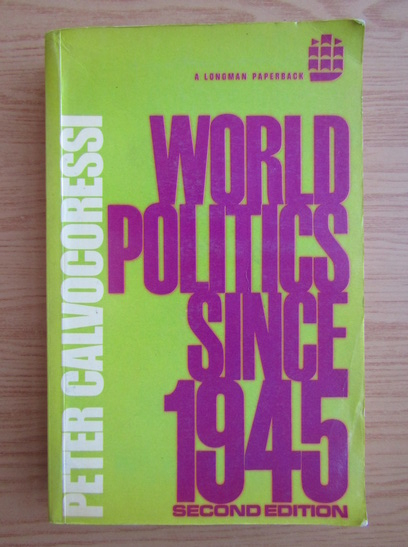 A LONGMAN PAPERBACK
WORLD
POLITICS
SINCE
1945
SECOND EDITION
PETER CALVOCORESSI